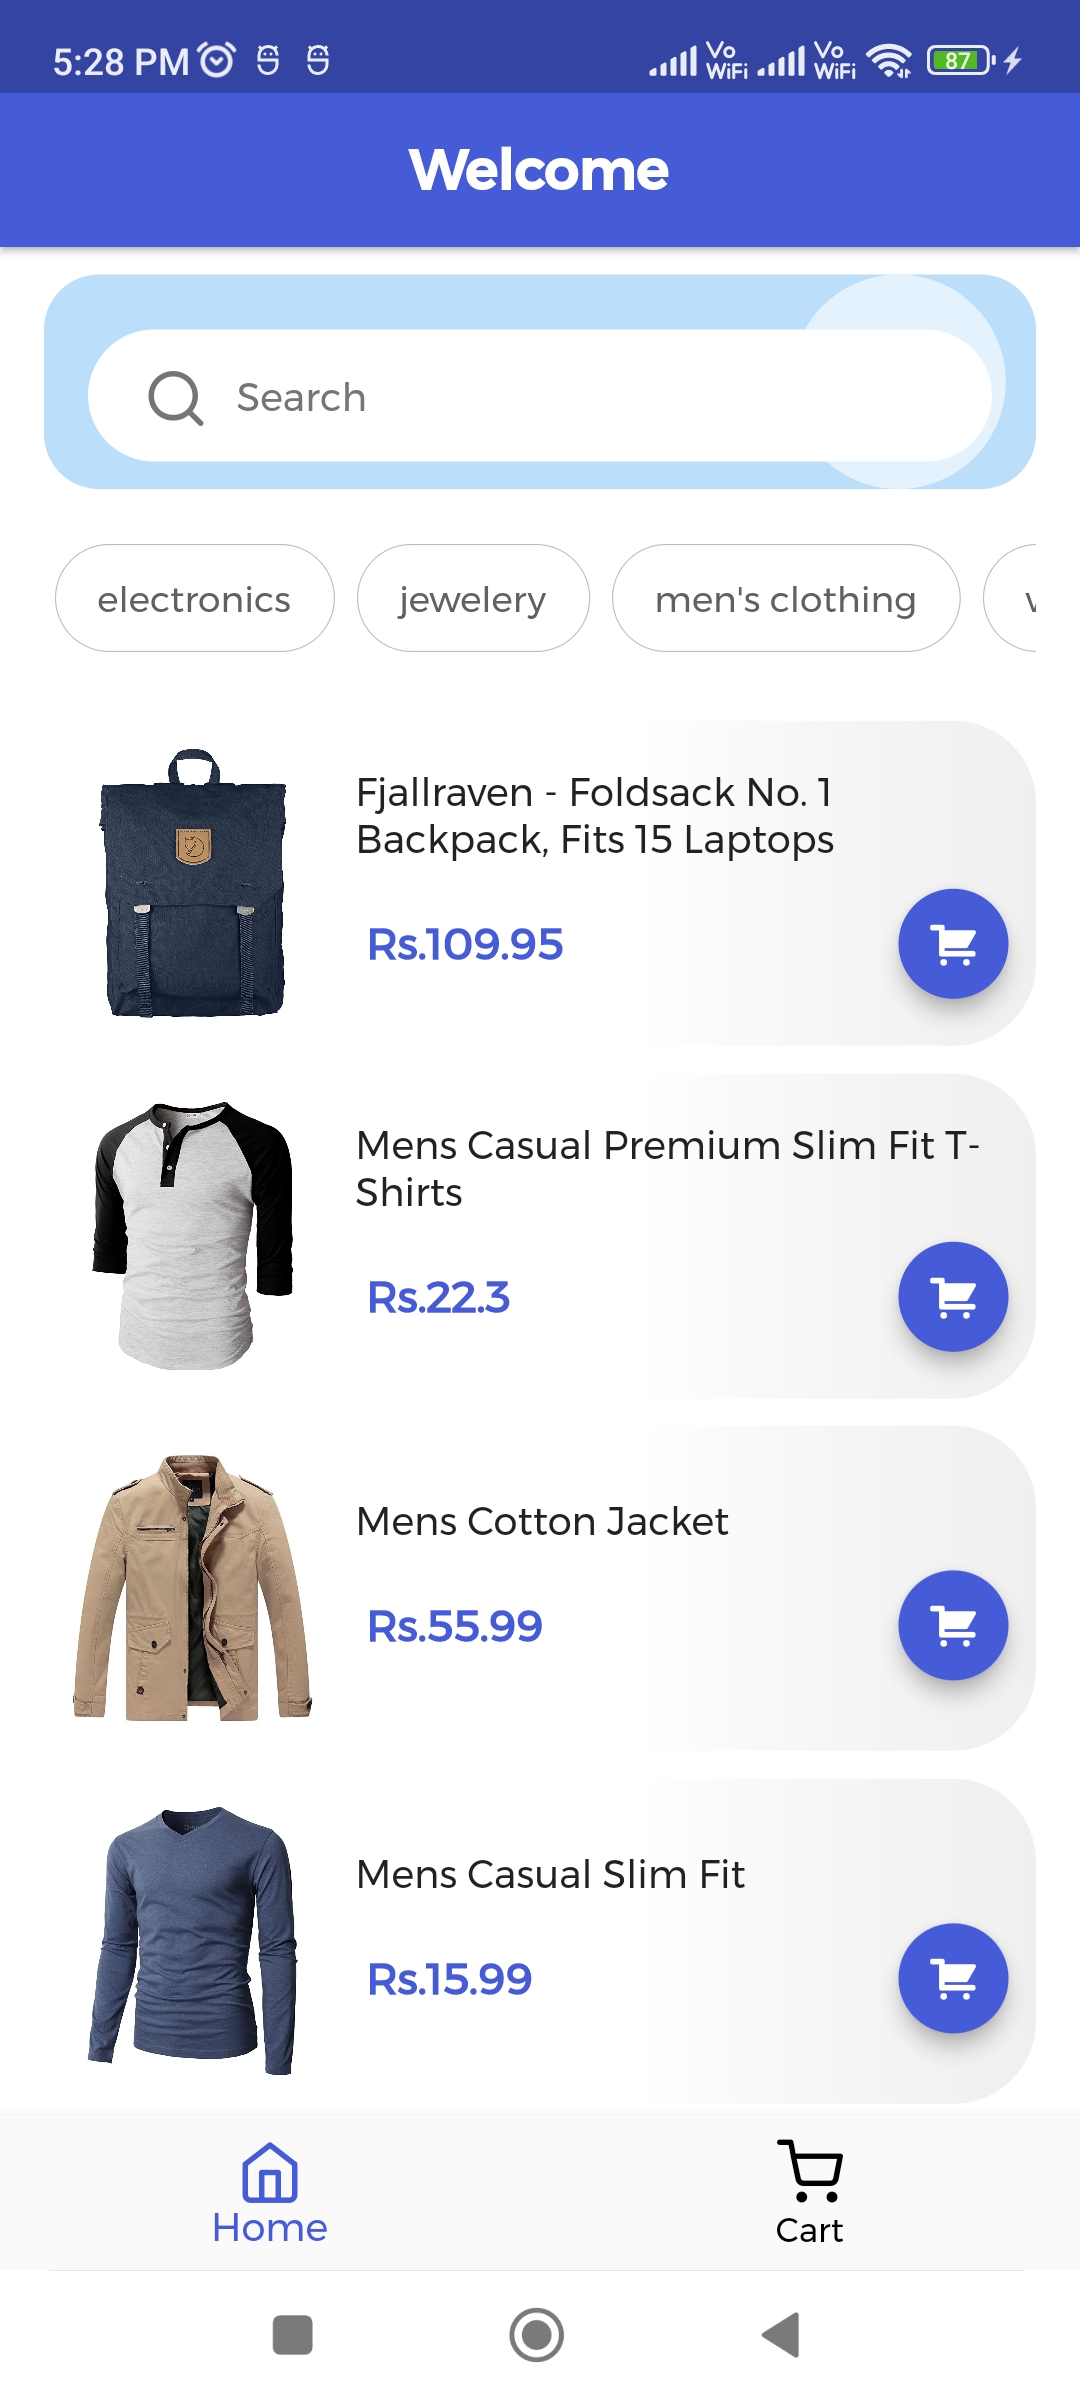 5:28 PM
Vo WiFi Vo WiFi 87
Welcome
Search
electronics
jewelery
men's clothing
Fjallraven - Foldsack No. 1
Backpack, Fits 15 Laptops
Rs.109.95
Mens Casual Premium Slim Fit T-
Shirts
Rs.22.3
Mens Cotton Jacket
Rs.55.99
Mens Casual Slim Fit
Rs.15.99
Home
Cart